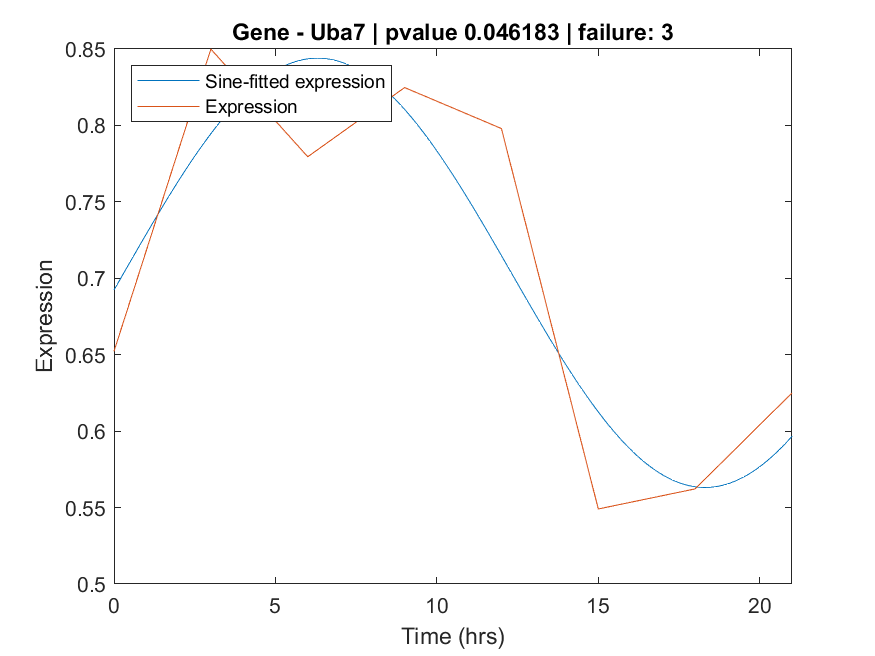 Gene - Uba7 | pvalue 0.046183 | failure: 3
0.85
Sine-fitted expression
Expression
0.8
0.75
0.7
Expression
0.65
0.6
0.55
0.5
0 5 10 15 20
Time (hrs)